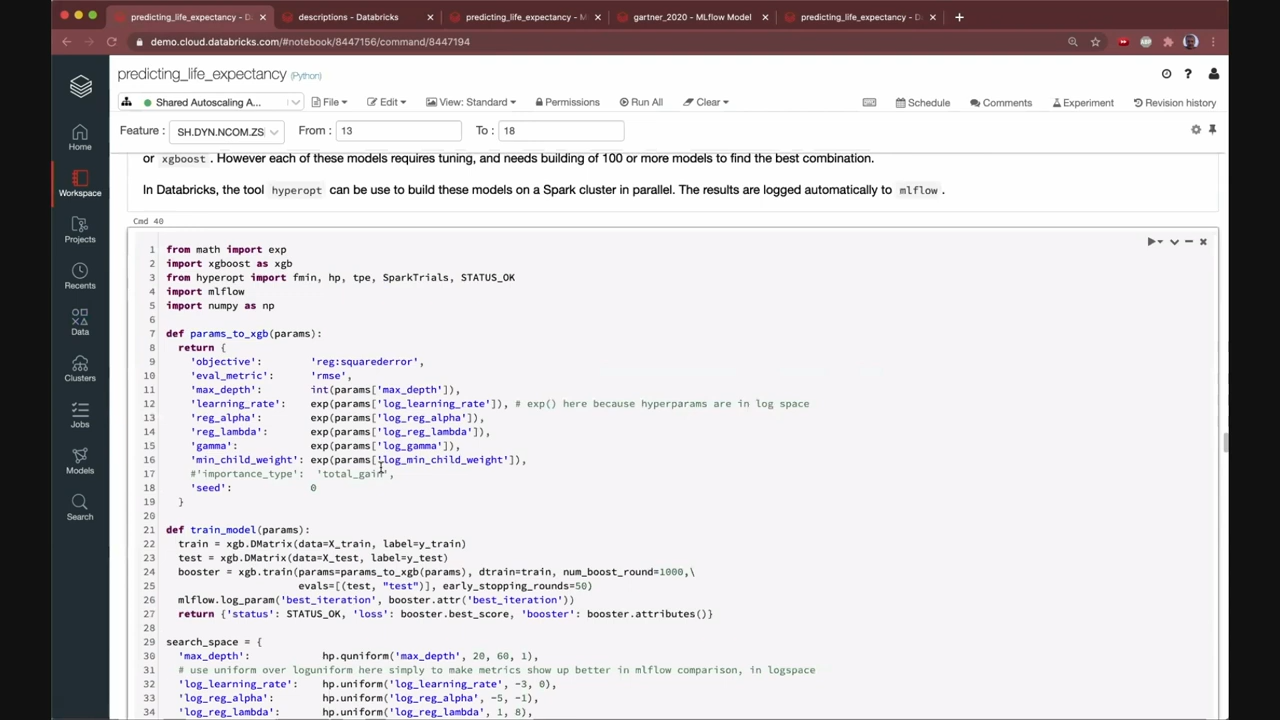 predicting_life_expectancy - D
descriptions - Databricks
predicting_life_expectancy - M
gartner_2020 - MLflow Model
predicting_life_expectancy - D
demo.cloud.databricks.com/#notebook/8447156/command/8447194
predicting_life_expectancy (Python)
Shared Autoscaling A...
File
Edit
View: Standard
Permissions
Run All
Clear
Schedule
Comments
Experiment
Revision history
Feature :
SH.DYN.NCOM.ZS
From :
13
To :
18
Home
Workspace
Projects
Recents
Data
Clusters
Jobs
Models
Search
or xgboost . However each of these models requires tuning, and needs building of 100 or more models to find the best combination.
In Databricks, the tool hyperopt can be use to build these models on a Spark cluster in parallel. The results are logged automatically to mlflow .
Cmd 40
1 from math import exp
2 import xgboost as xgb
3 from hyperopt import fmin, hp, tpe, SparkTrials, STATUS_OK
4 import mlflow
5 import numpy as np
6
7 def params_to_xgb(params):
8 return {
9 'objective': 'reg:squarederror',
10 'eval_metric': 'rmse',
11 'max_depth': int(params['max_depth']),
12 'learning_rate': exp(params['log_learning_rate']), # exp() here because hyperparams are in log space
13 'reg_alpha': exp(params['log_reg_alpha']),
14 'reg_lambda': exp(params['log_reg_lambda']),
15 'gamma': exp(params['log_gamma']),
16 'min_child_weight': exp(params['log_min_child_weight']),
17 #'importance_type': 'total_gain',
18 'seed': 0
19 }
20
21 def train_model(params):
22 train = xgb.DMatrix(data=X_train, label=y_train)
23 test = xgb.DMatrix(data=X_test, label=y_test)
24 booster = xgb.train(params=params_to_xgb(params), dtrain=train, num_boost_round=1000,\
25 evals=[(test, "test")], early_stopping_rounds=50)
26 mlflow.log_param('best_iteration', booster.attr('best_iteration'))
27 return {'status': STATUS_OK, 'loss': booster.best_score, 'booster': booster.attributes()}
28
29 search_space = {
30 'max_depth': hp.quniform('max_depth', 20, 60, 1),
31 # use uniform over loguniform here simply to make metrics show up better in mlflow comparison, in logspace
32 'log_learning_rate': hp.uniform('log_learning_rate', -3, 0),
33 'log_reg_alpha': hp.uniform('log_reg_alpha', -5, -1),
34 'log_reg_lambda': hp.uniform('log_reg_lambda', 1, 8),